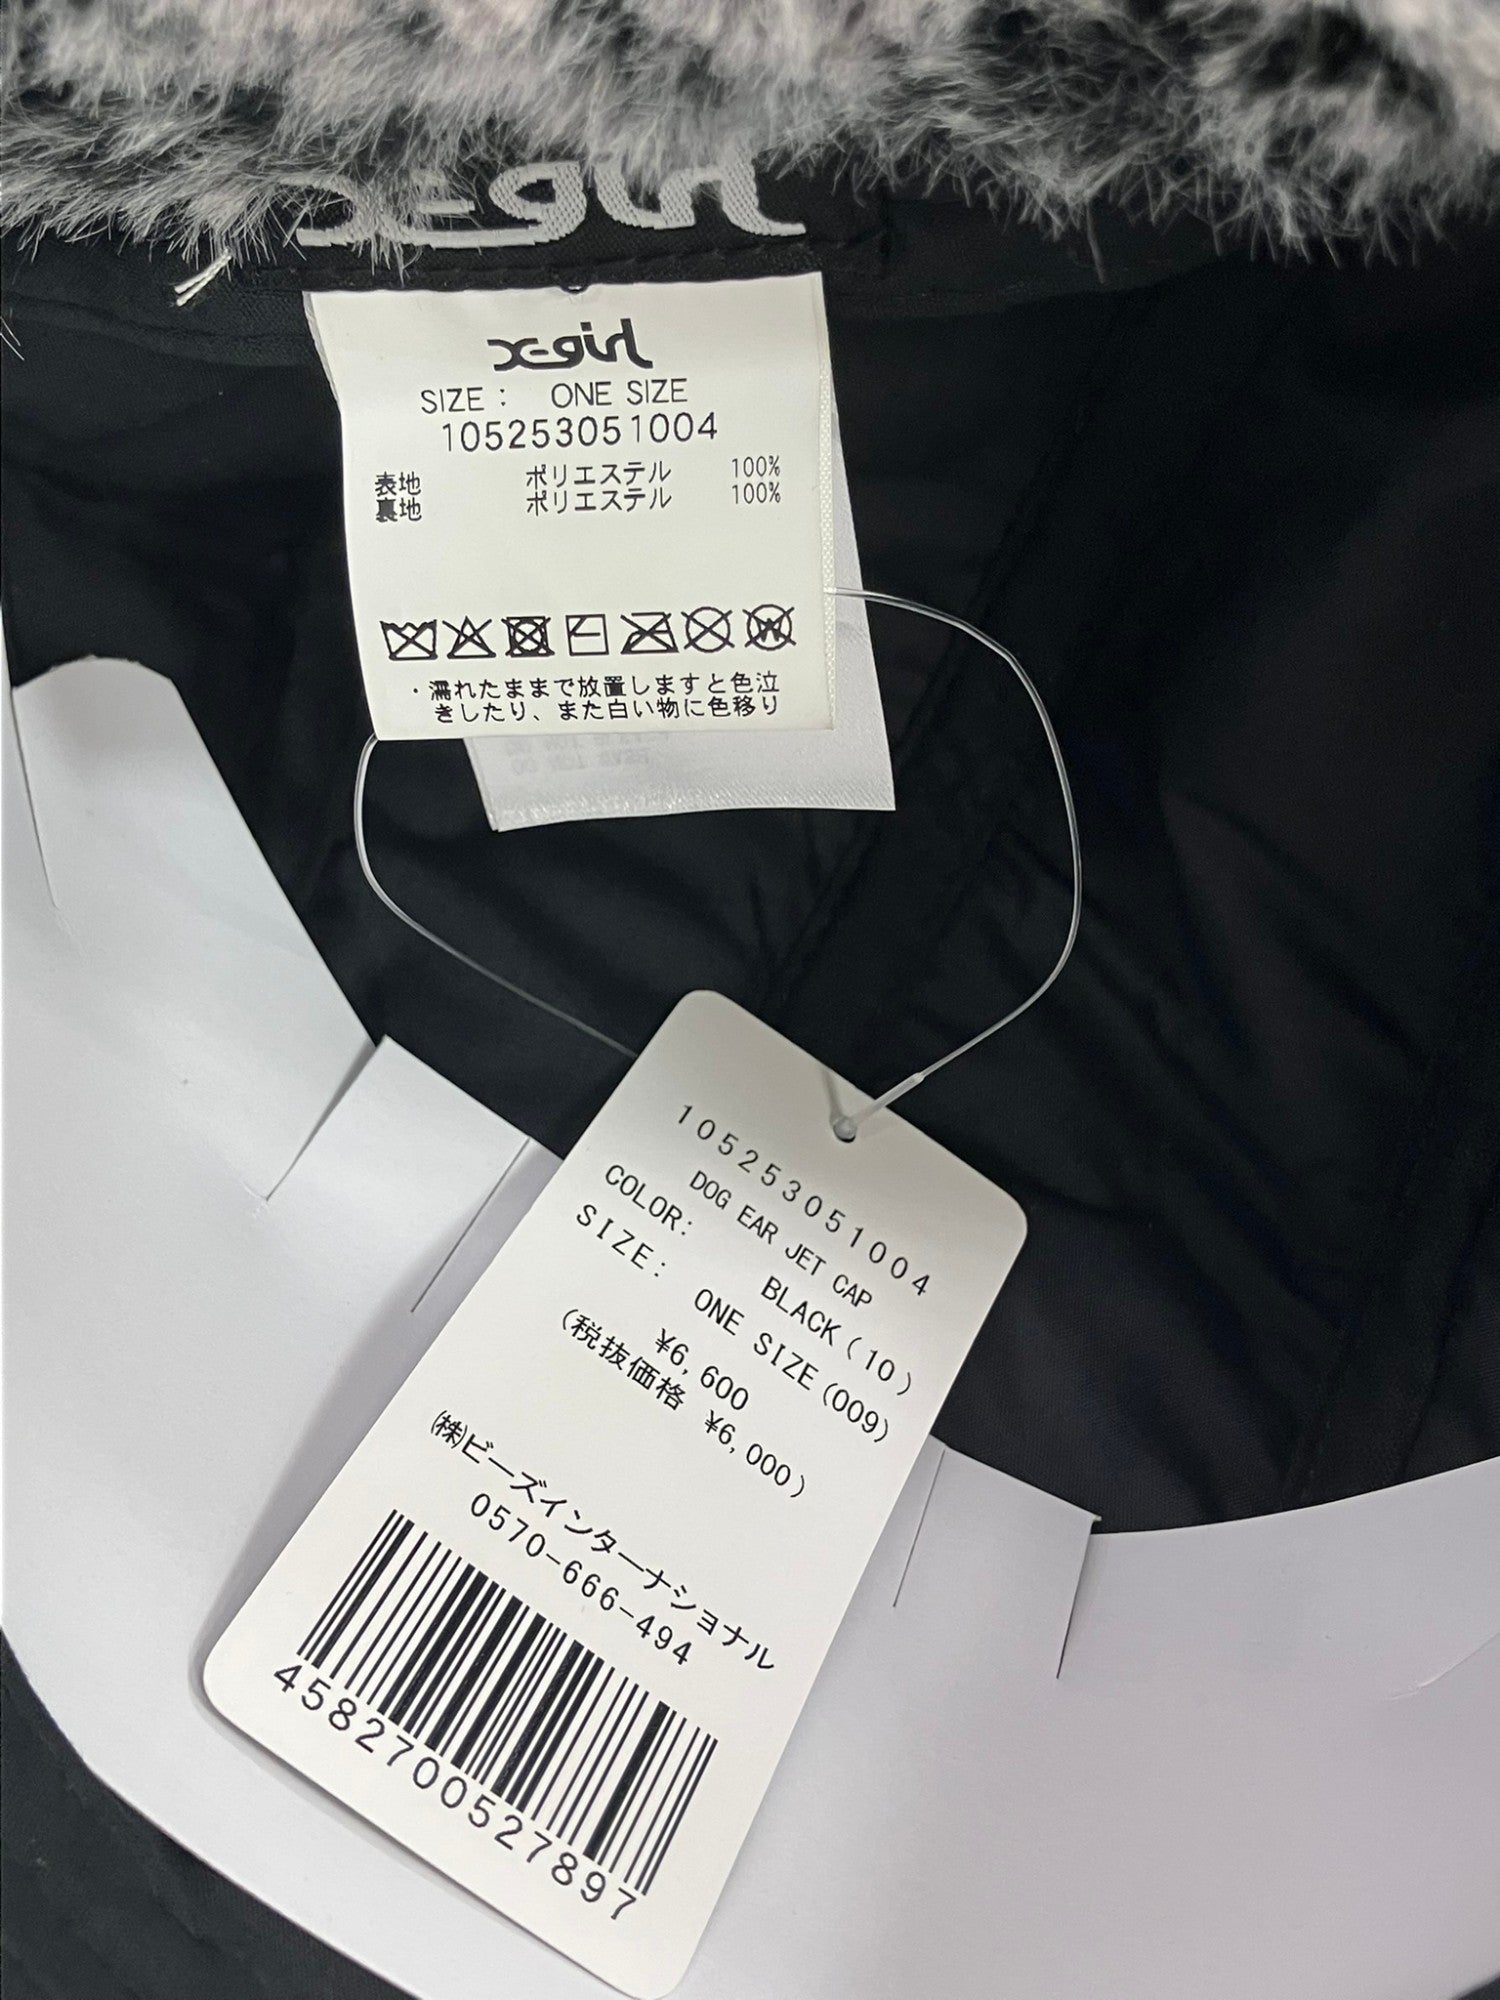 X-girl
X-girl
SIZE : ONE SIZE
105253051004
表地 ポリエステル 100%
裏地 ポリエステル 100%
・濡れたままで放置しますと色泣
きしたり、また白い物に色移り
105253051004
DOG EAR JET CAP
COLOR: BLACK(10)
SIZE: ONE SIZE(009)
¥6,600
(税抜価格 ¥6,000)
㈱ビーズインターナショナル
0570-666-494
4582700527897